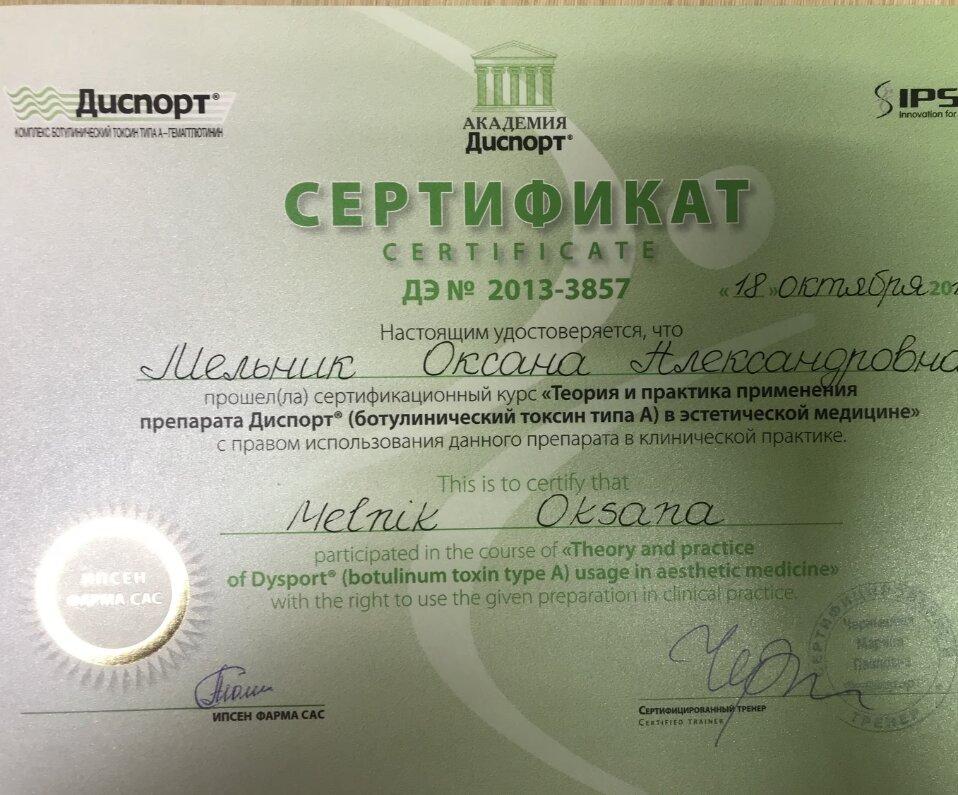 Диспорт®
КОМПЛЕКС БОТУЛИНИЧЕСКИЙ ТОКСИН ТИПА А–ГЕМАГГЛЮТИНИН
АКАДЕМИЯ
Диспорт®
IPS
Innovation for
СЕРТИФИКАТ
CERTIFICATE
ДЭ № 2013-3857
«18» октября 20
Настоящим удостоверяется, что
Мельник Оксана Александровна
прошел(ла) сертификационный курс «Теория и практика применения
препарата Диспорт® (ботулинический токсин типа А) в эстетической медицине»
с правом использования данного препарата в клинической практике.
This is to certify that
Melnik Oksana
participated in the course of «Theory and practice
of Dysport® (botulinum toxin type A) usage in aesthetic medicine»
with the right to use the given preparation in clinical practice.
ИПСЕН
ФАРМА САС
ИПСЕН ФАРМА САС
Сертифицированный тренер
Certified trainer
Марина
Павловна
ТРЕНЕР